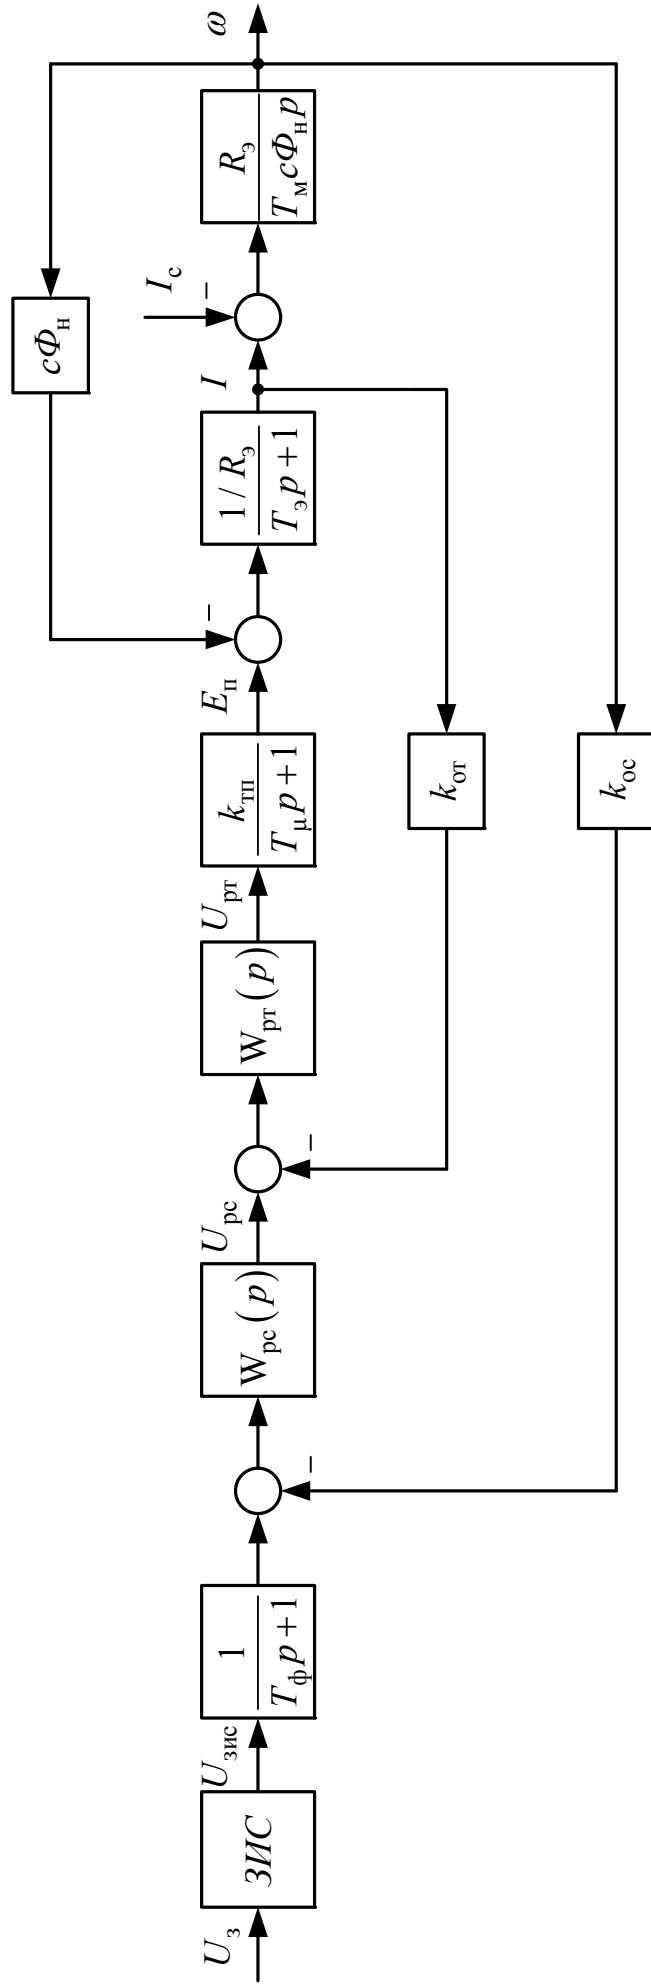 U_з
ЗИС
U_зис
1
T_ф p + 1
W_рс (p)
U_рс
W_рт (p)
U_рт
k_тп
T_μ p + 1
E_п
1 / R_э
T_э p + 1
I
I_с
R_э
T_м cΦ_н p
ω
cΦ_н
k_от
k_ос
−
−
−
−